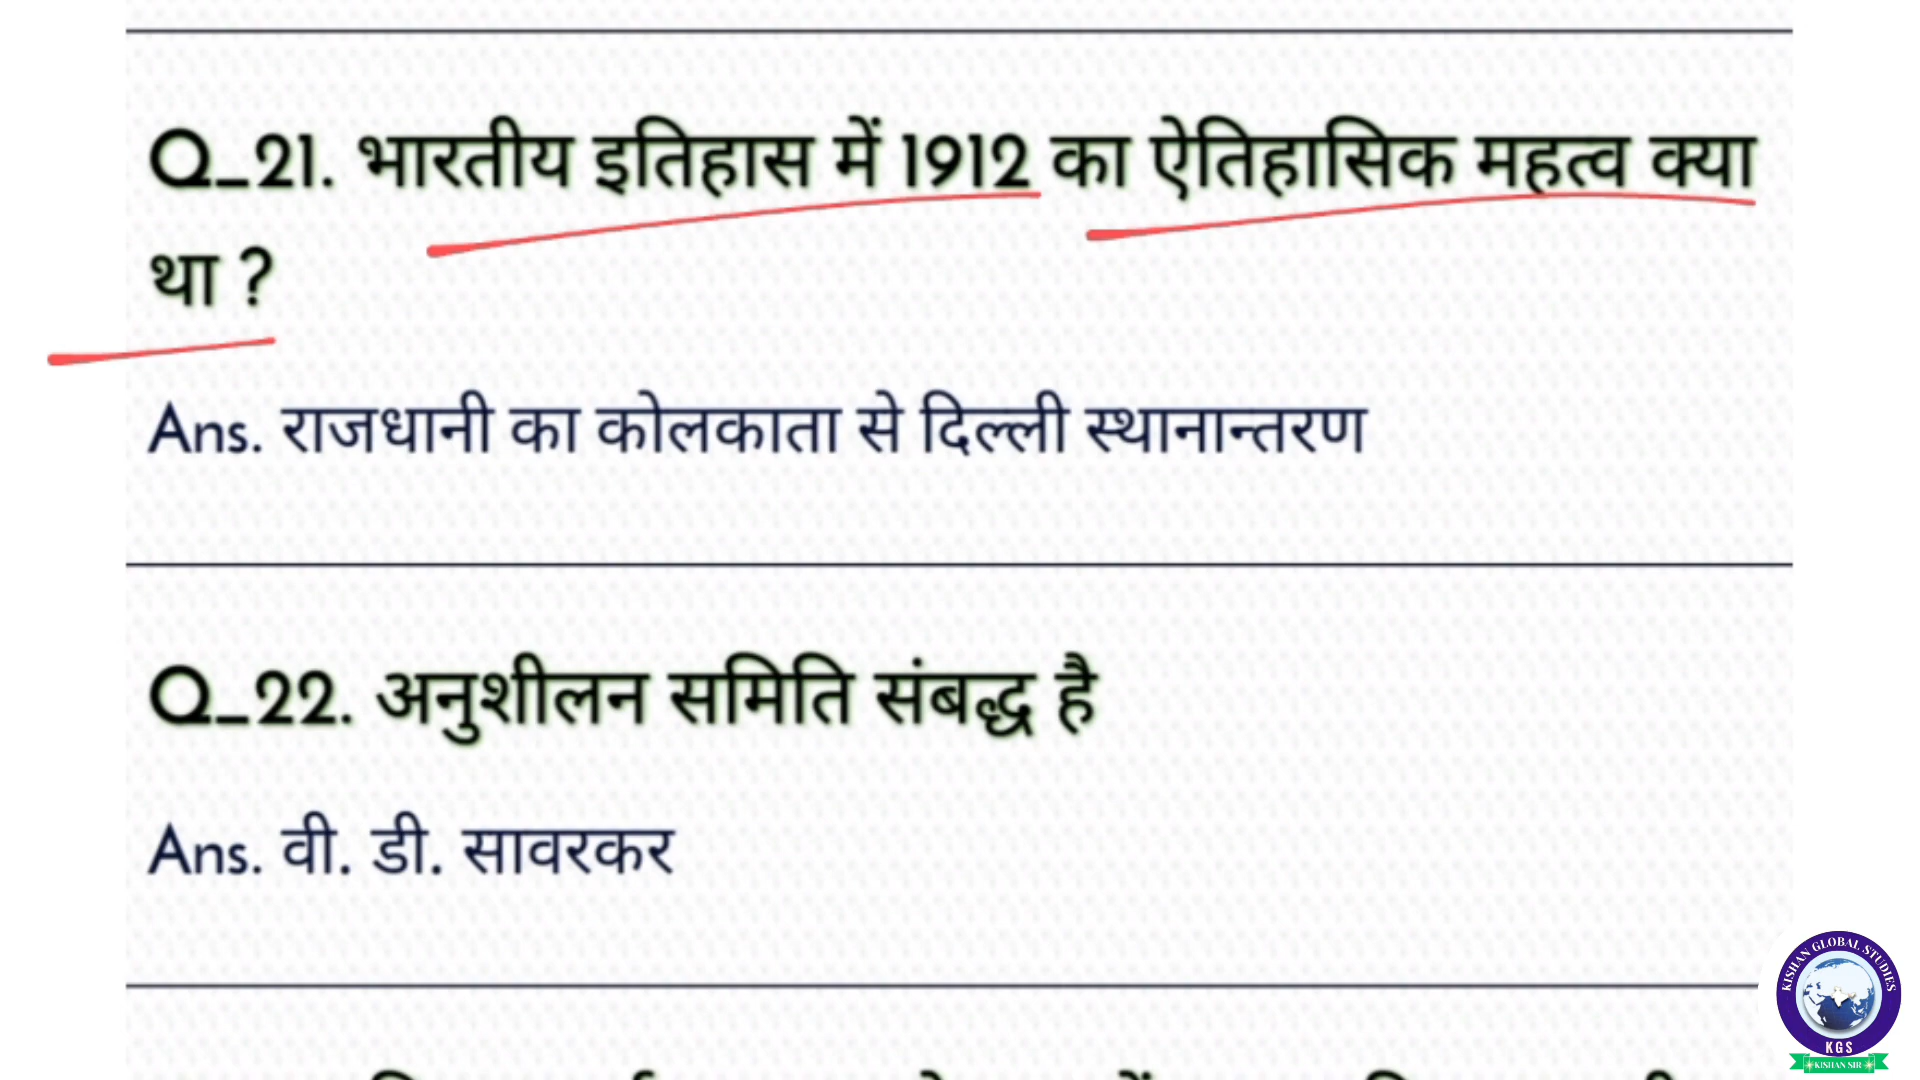 Q_21. भारतीय इतिहास में 1912 का ऐतिहासिक महत्व क्या
था ?
Ans. राजधानी का कोलकाता से दिल्ली स्थानान्तरण
Q_22. अनुशीलन समिति संबद्ध है
Ans. वी. डी. सावरकर
KISHAN GLOBAL STUDIES
KGS
KISHAN SIR